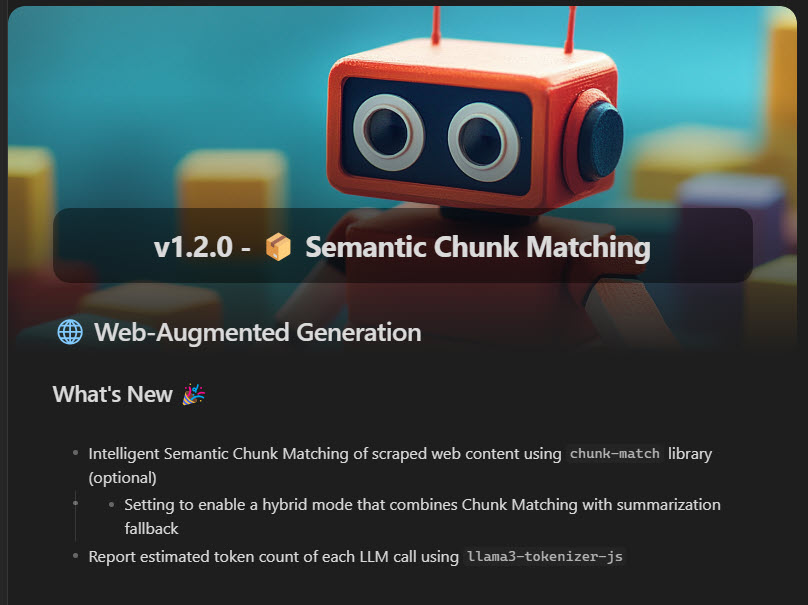 v1.2.0 - 📦 Semantic Chunk Matching
🌐 Web-Augmented Generation
What's New 🎉
• Intelligent Semantic Chunk Matching of scraped web content using chunk-match library
(optional)
• • Setting to enable a hybrid mode that combines Chunk Matching with summarization
fallback
• Report estimated token count of each LLM call using llama3-tokenizer-js